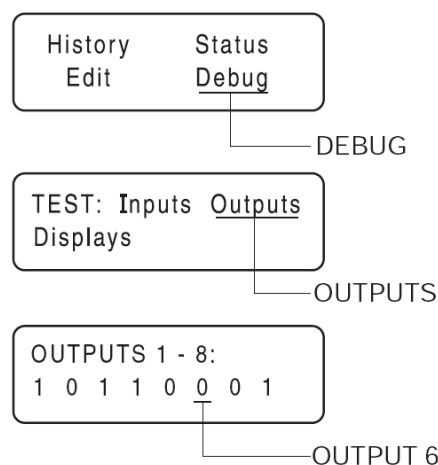 History Status
Edit Debug
DEBUG
TEST: Inputs Outputs
Displays
OUTPUTS
OUTPUTS 1 - 8:
1 0 1 1 0 0 0 1
OUTPUT 6